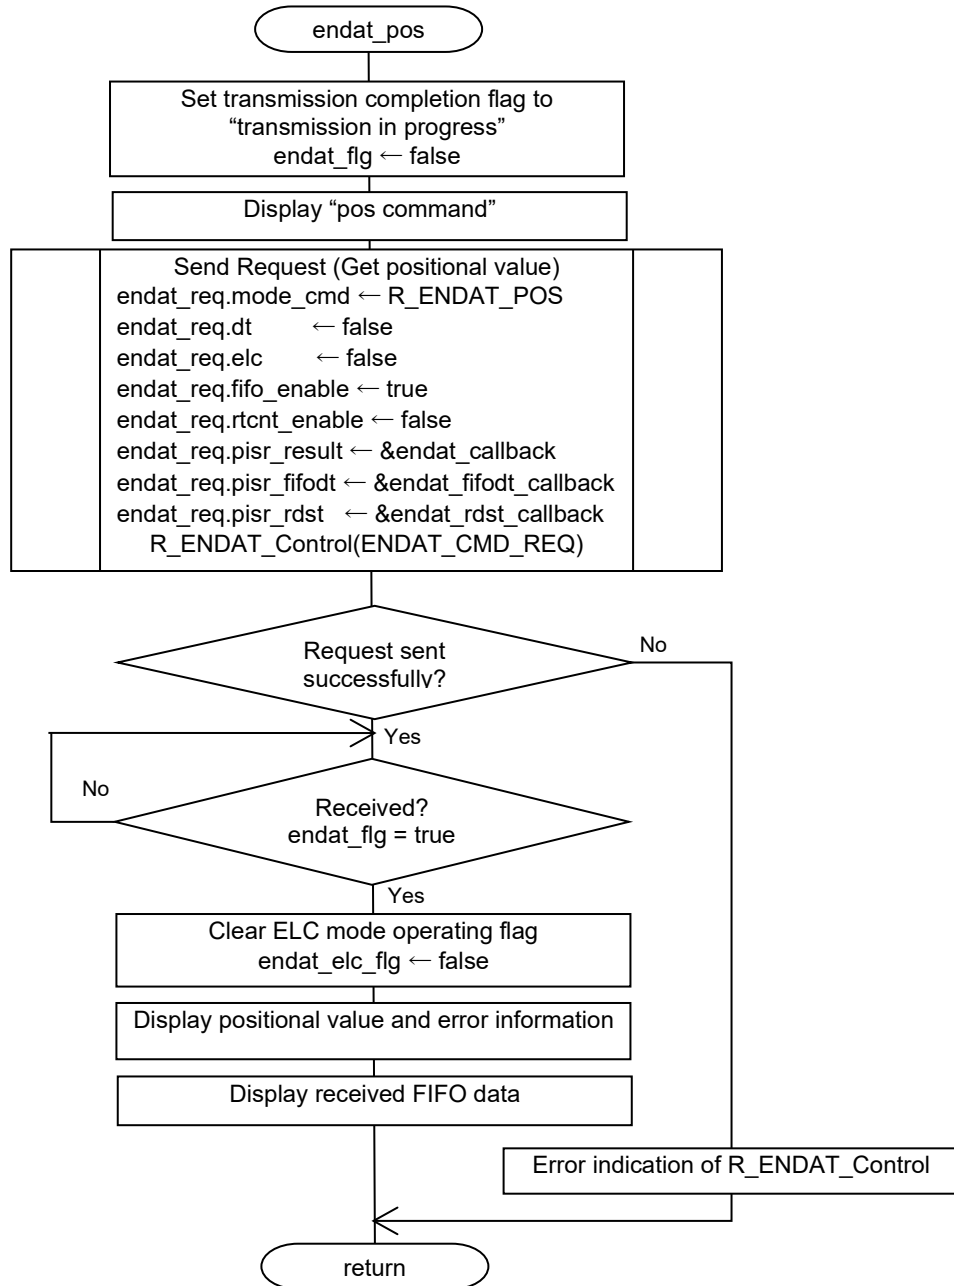 endat_pos
Set transmission completion flag to
“transmission in progress”
endat_flg ← false
Display “pos command”
Send Request (Get positional value)
endat_req.mode_cmd ← R_ENDAT_POS
endat_req.dt ← false
endat_req.elc ← false
endat_req.fifo_enable ← true
endat_req.rtcnt_enable ← false
endat_req.pisr_result ← &endat_callback
endat_req.pisr_fifodt ← &endat_fifodt_callback
endat_req.pisr_rdst ← &endat_rdst_callback
R_ENDAT_Control(ENDAT_CMD_REQ)
No
Request sent
successfully?
Yes
No
Received?
endat_flg = true
Yes
Clear ELC mode operating flag
endat_elc_flg ← false
Display positional value and error information
Display received FIFO data
Error indication of R_ENDAT_Control
return